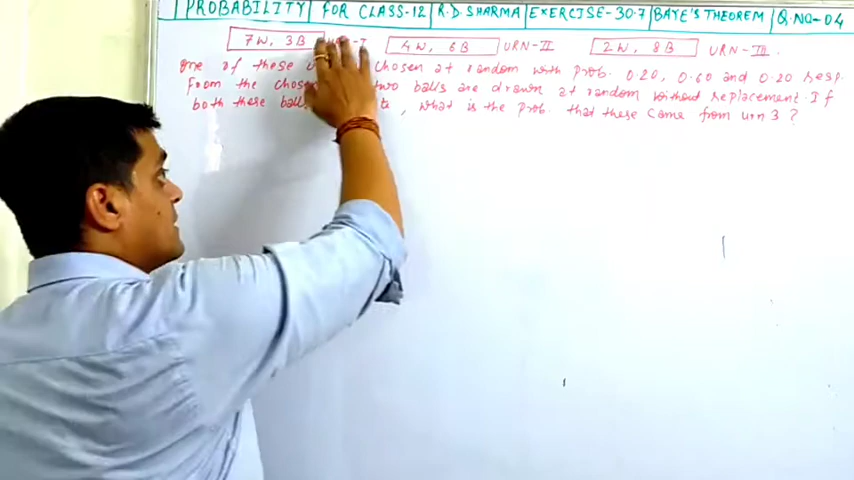 PROBABILITY | FOR CLASS-12 | R.D. SHARMA | EXERCISE-30.7 | BAYE'S THEOREM | Q.NO-04
7W, 3B 4W, 6B URN-II 2W, 8B URN-III.
One of these chosen at random with prob. 0.20, 0.60 and 0.20 resp.
From the two balls are drawn at random without replacement. If
both these , what is the prob. that these came from urn 3 ?